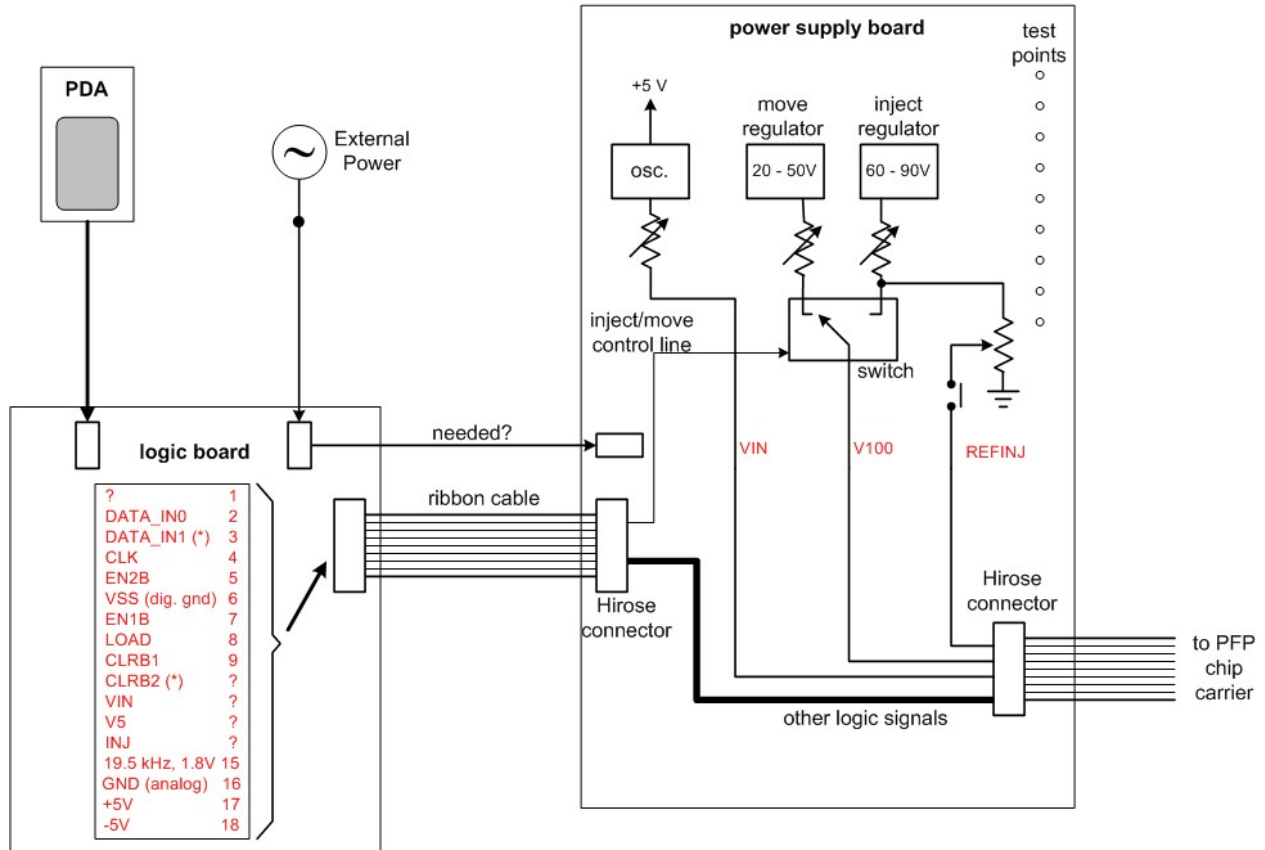 power supply board
test
points
PDA
External
Power
+5 V
osc.
move
regulator
20 - 50V
inject
regulator
60 - 90V
inject/move
control line
switch
logic board
needed?
VIN
V100
REFINJ
ribbon cable
? 1
DATA_IN0 2
DATA_IN1 (*) 3
CLK 4
EN2B 5
VSS (dig. gnd) 6
EN1B 7
LOAD 8
CLRB1 9
CLRB2 (*) ?
VIN ?
V5 ?
INJ ?
19.5 kHz, 1.8V 15
GND (analog) 16
+5V 17
-5V 18
Hirose
connector
Hirose
connector
to PFP
chip
carrier
other logic signals